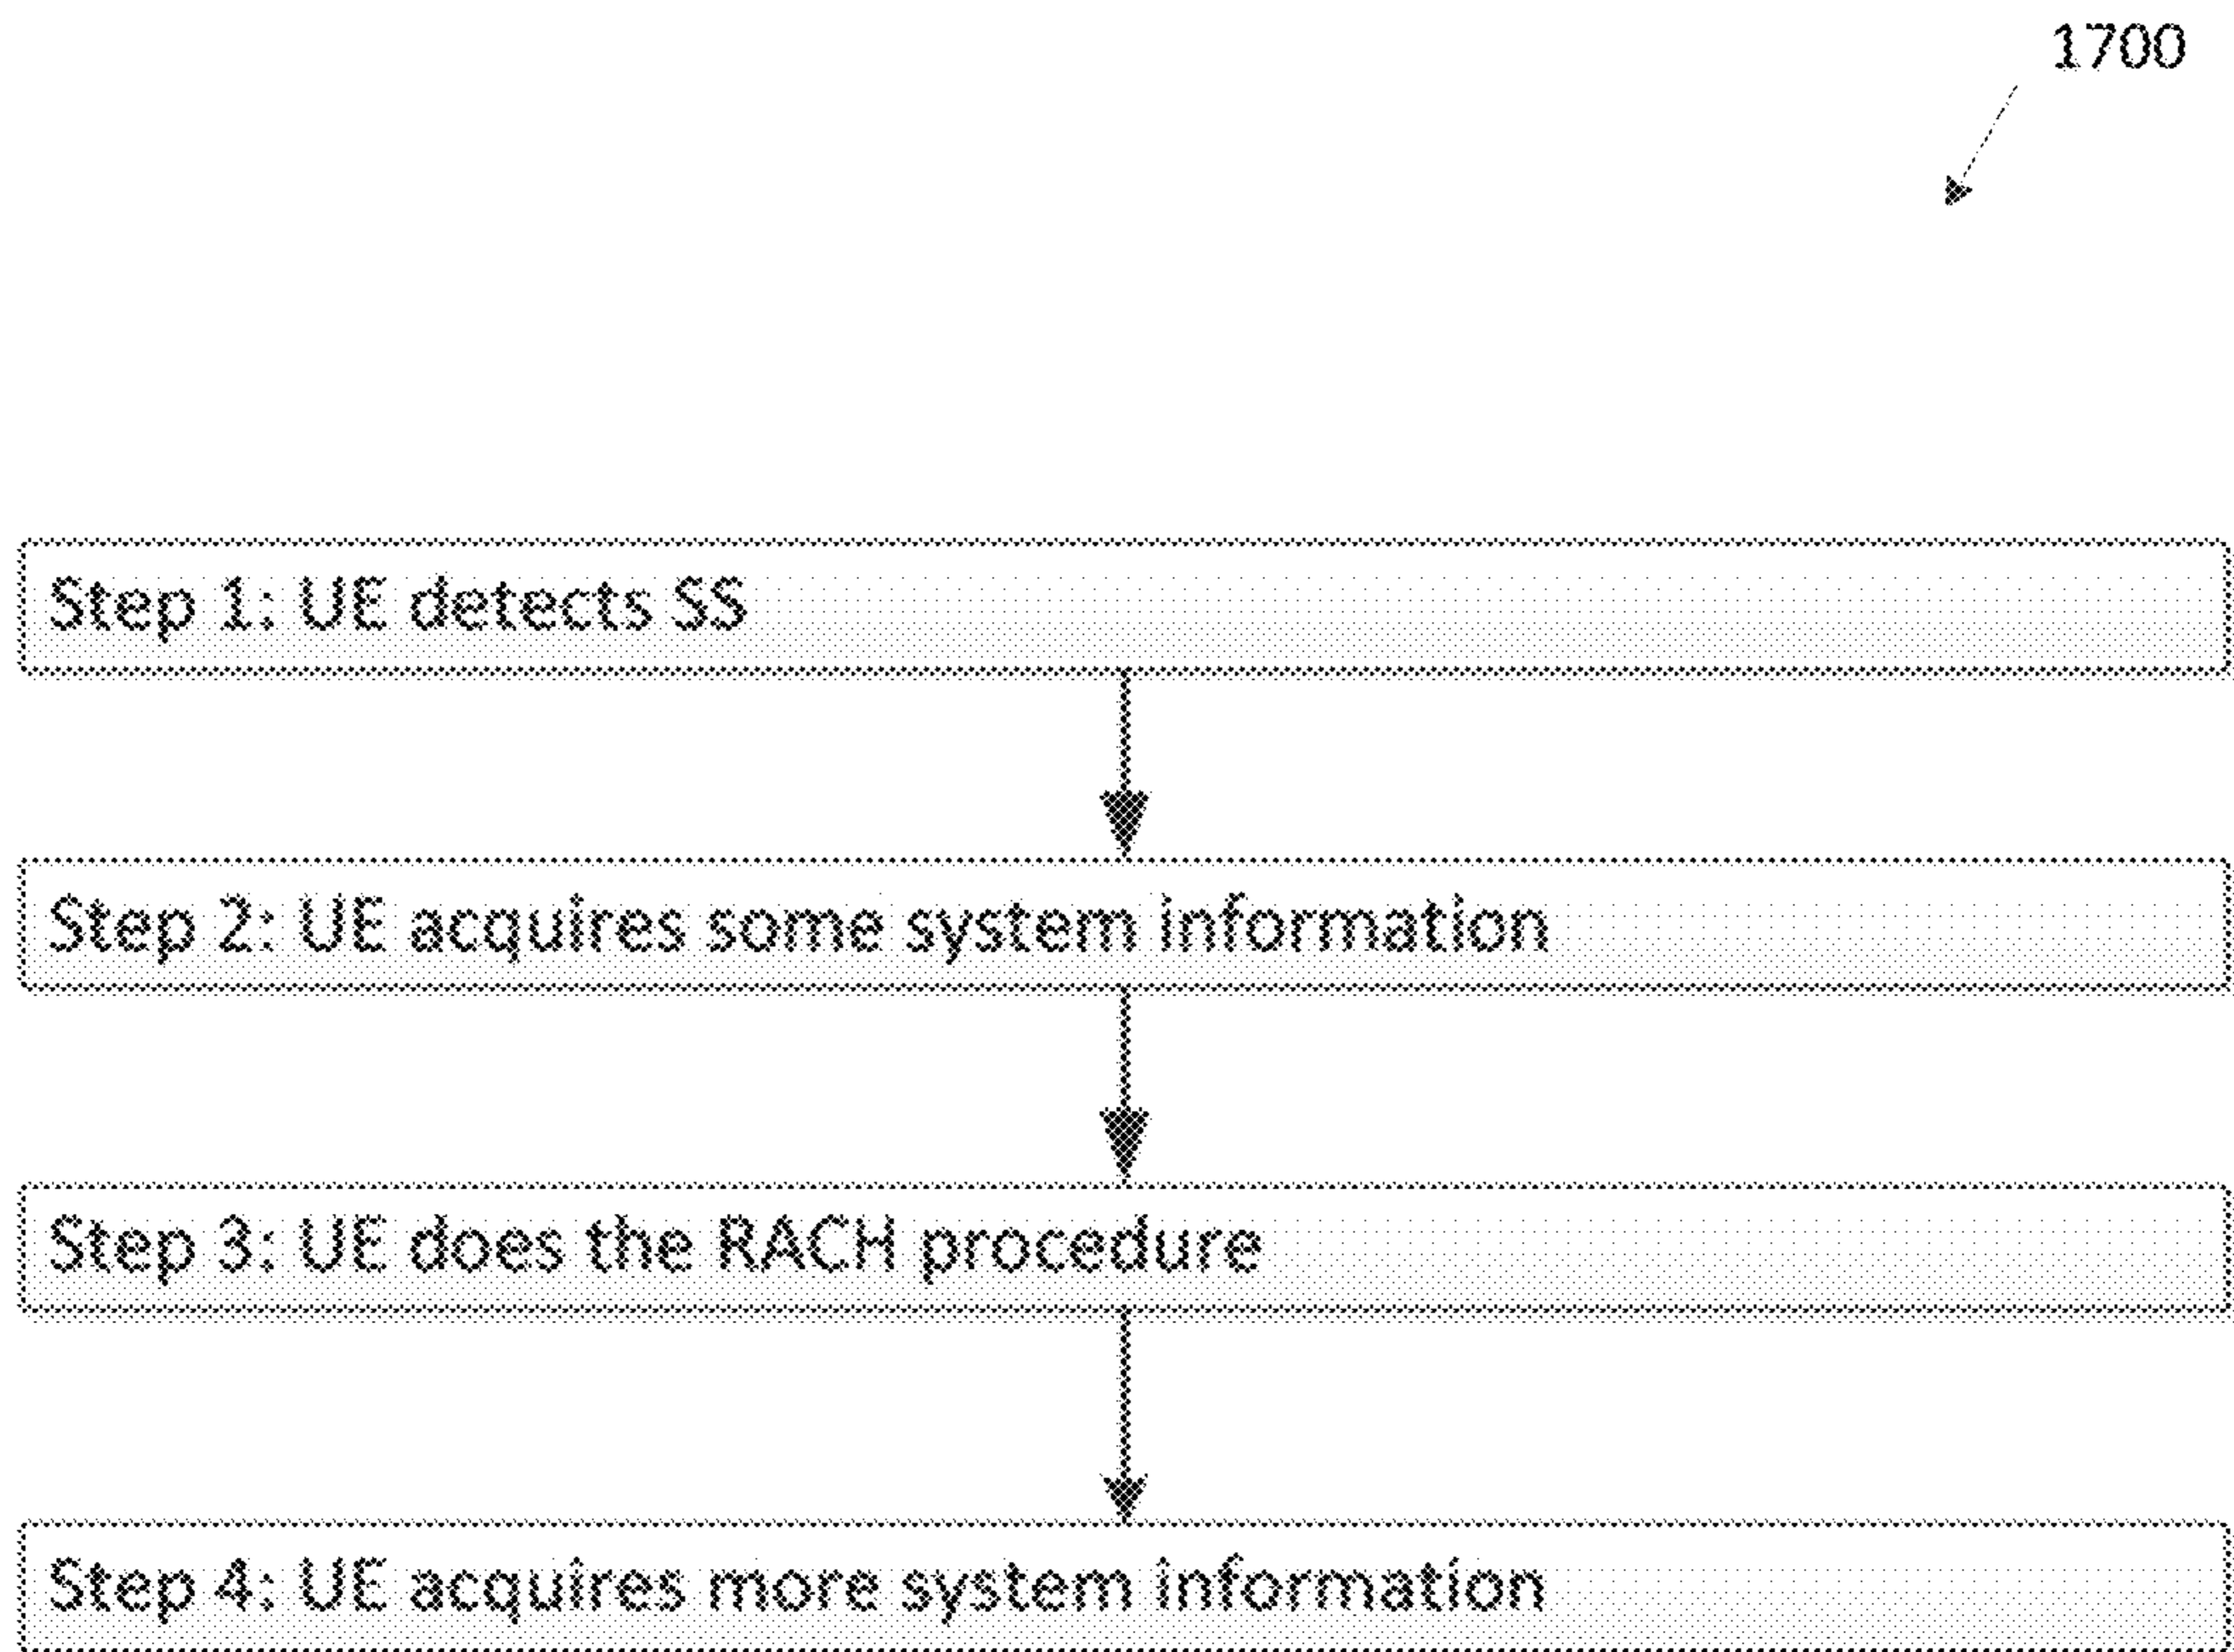 1700
Step 1: UE detects SS
Step 2: UE acquires some system information
Step 3: UE does the RACH procedure
Step 4: UE acquires more system information